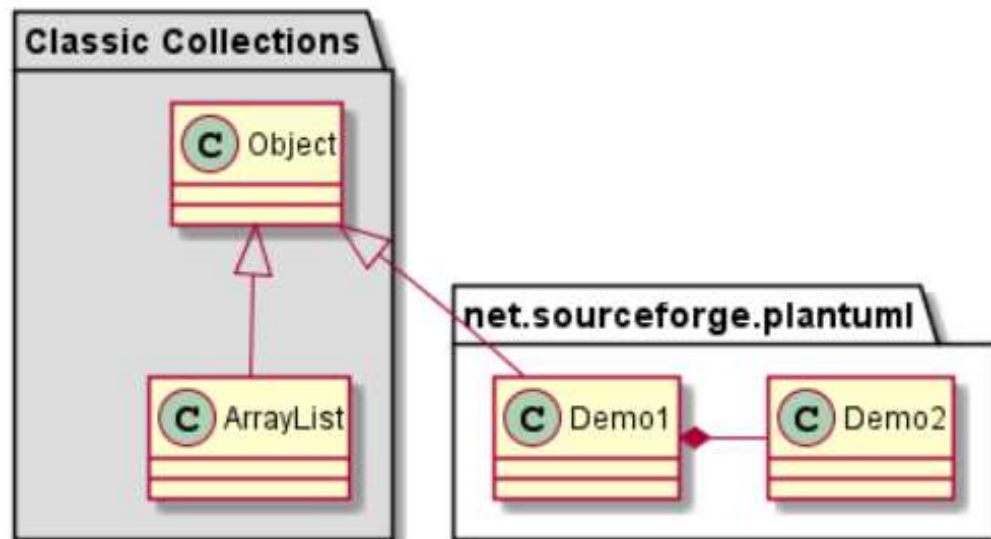 Classic Collections
C Object
net.sourceforge.plantuml
C ArrayList
C Demo1
C Demo2